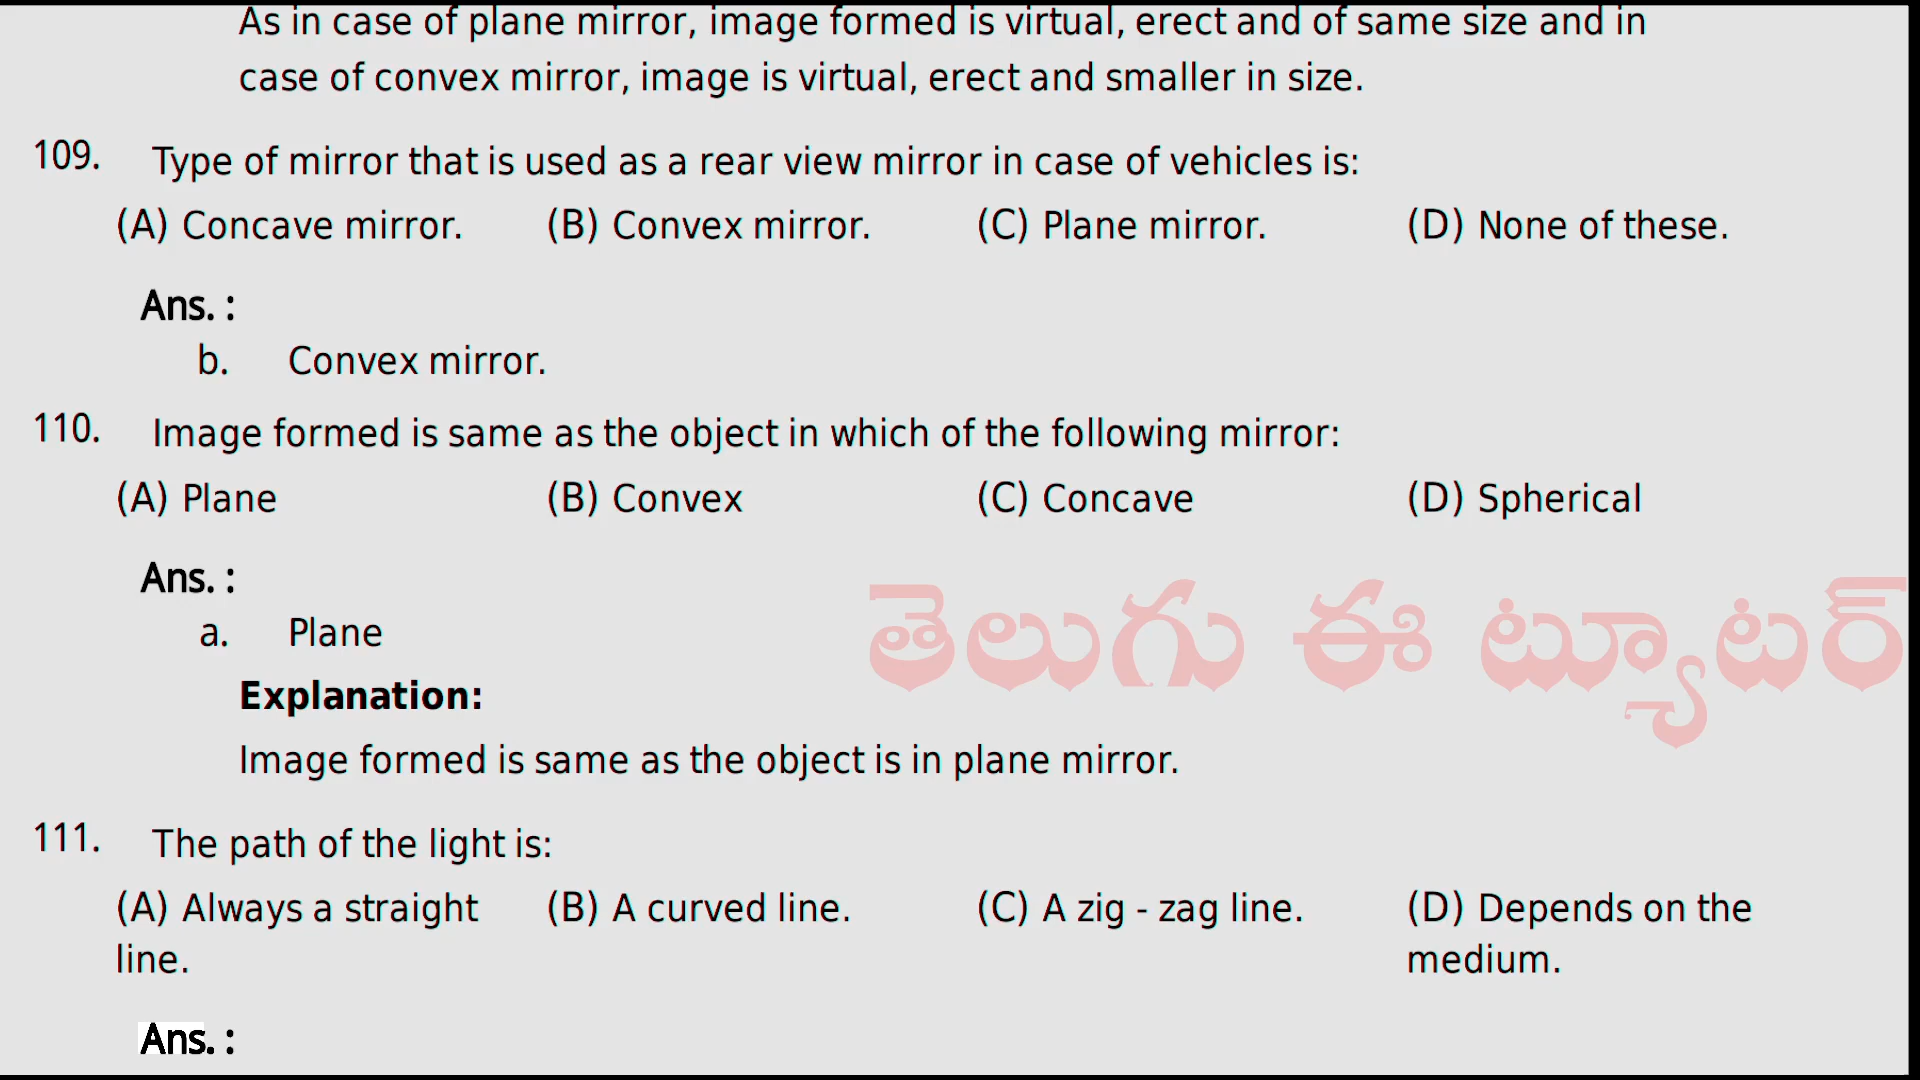 As in case of plane mirror, image formed is virtual, erect and of same size and in
case of convex mirror, image is virtual, erect and smaller in size.
109. Type of mirror that is used as a rear view mirror in case of vehicles is:
(A) Concave mirror. (B) Convex mirror. (C) Plane mirror. (D) None of these.
Ans. :
b. Convex mirror.
110. Image formed is same as the object in which of the following mirror:
(A) Plane (B) Convex (C) Concave (D) Spherical
Ans. :
a. Plane
తెలుగు ఈ ట్యూటర్
Explanation:
Image formed is same as the object is in plane mirror.
111. The path of the light is:
(A) Always a straight (B) A curved line. (C) A zig - zag line. (D) Depends on the
line. medium.
Ans. :